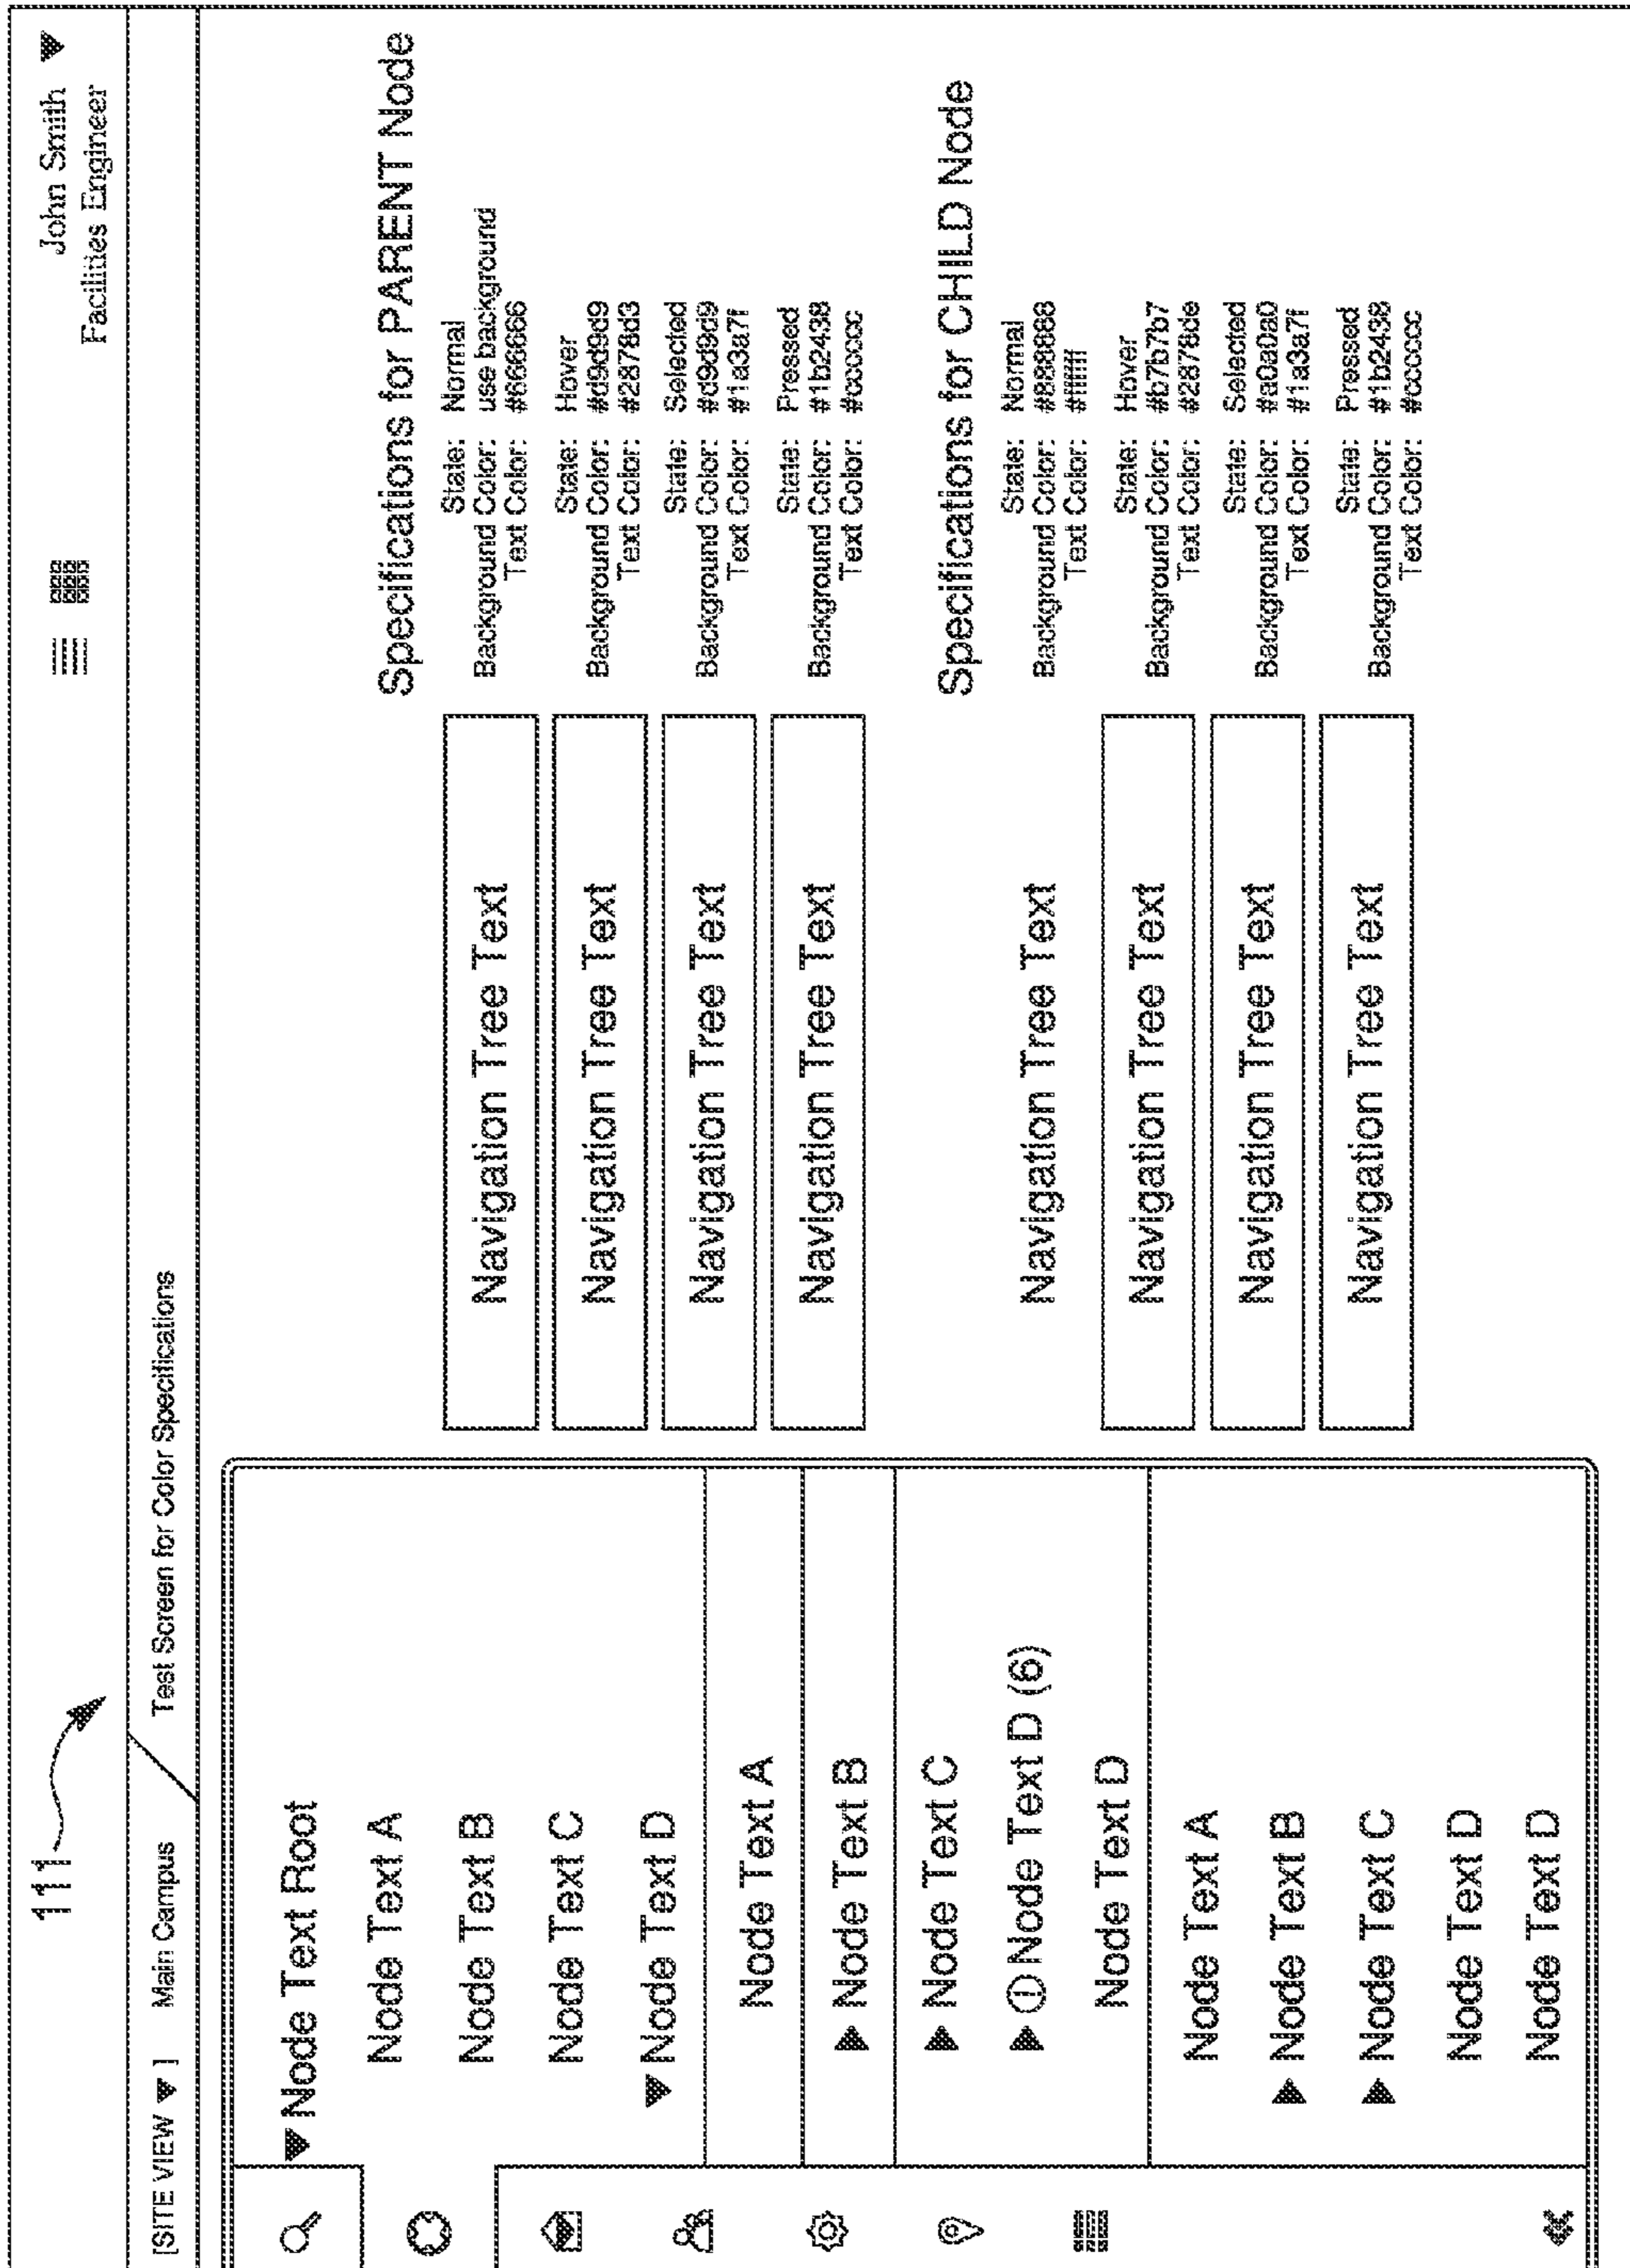 111
John Smith
Facilities Engineer
[SITE VIEW ▼]
Main Campus
Test Screen for Color Specifications
▼ Node Text Root
Node Text A
Node Text B
Node Text C
▼ Node Text D
Node Text A
▶ Node Text B
▶ Node Text C
▶ ! Node Text D (6)
Node Text D
Node Text A
▶ Node Text B
▶ Node Text C
Node Text D
Node Text D
Specifications for PARENT Node
Navigation Tree Text
State: Normal
Background Color: use background
Text Color: #666666
Navigation Tree Text
State: Hover
Background Color: #d9d9d9
Text Color: #2878d3
Navigation Tree Text
State: Selected
Background Color: #d9d9d9
Text Color: #1a3a7f
Navigation Tree Text
State: Pressed
Background Color: #1b2438
Text Color: #cccccc
Specifications for CHILD Node
Navigation Tree Text
State: Normal
Background Color: #888888
Text Color: #ffffff
Navigation Tree Text
State: Hover
Background Color: #b7b7b7
Text Color: #2878de
Navigation Tree Text
State: Selected
Background Color: #a0a0a0
Text Color: #1a3a7f
Navigation Tree Text
State: Pressed
Background Color: #1b2438
Text Color: #cccccc